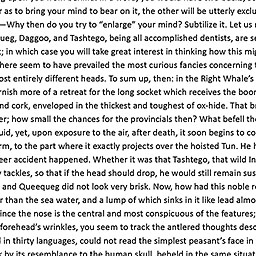 r as to bring your mind to bear on it, the other will be utterly exclu
—Why then do you try to “enlarge” your mind? Subtilize it. Let us n
ueg, Daggoo, and Tashtego, being all accomplished dentists, are se
; in which case you will take great interest in thinking how this migh
here seem to have prevailed the most curious fancies concerning t
ost entirely different heads. To sum up, then: in the Right Whale’s
rnish more of a retreat for the long socket which receives the boor
nd cork, enveloped in the thickest and toughest of ox-hide. That b
er; how small the chances for the provincials then? What befell the
uid, yet, upon exposure to the air, after death, it soon begins to co
rm, to the part where it exactly projects over the hoisted Tun. He h
eer accident happened. Whether it was that Tashtego, that wild In
y tackles, so that if the head should drop, he would still remain sus
and Queequeg did not look very brisk. Now, how had this noble r
r than the sea water, and a lump of which sinks in it like lead almo
ince the nose is the central and most conspicuous of the features;
forehead’s wrinkles, you seem to track the antlered thoughts desc
d in thirty languages, could not read the simplest peasant’s face in
k by its resemblance to the human skull, beheld in the same situat